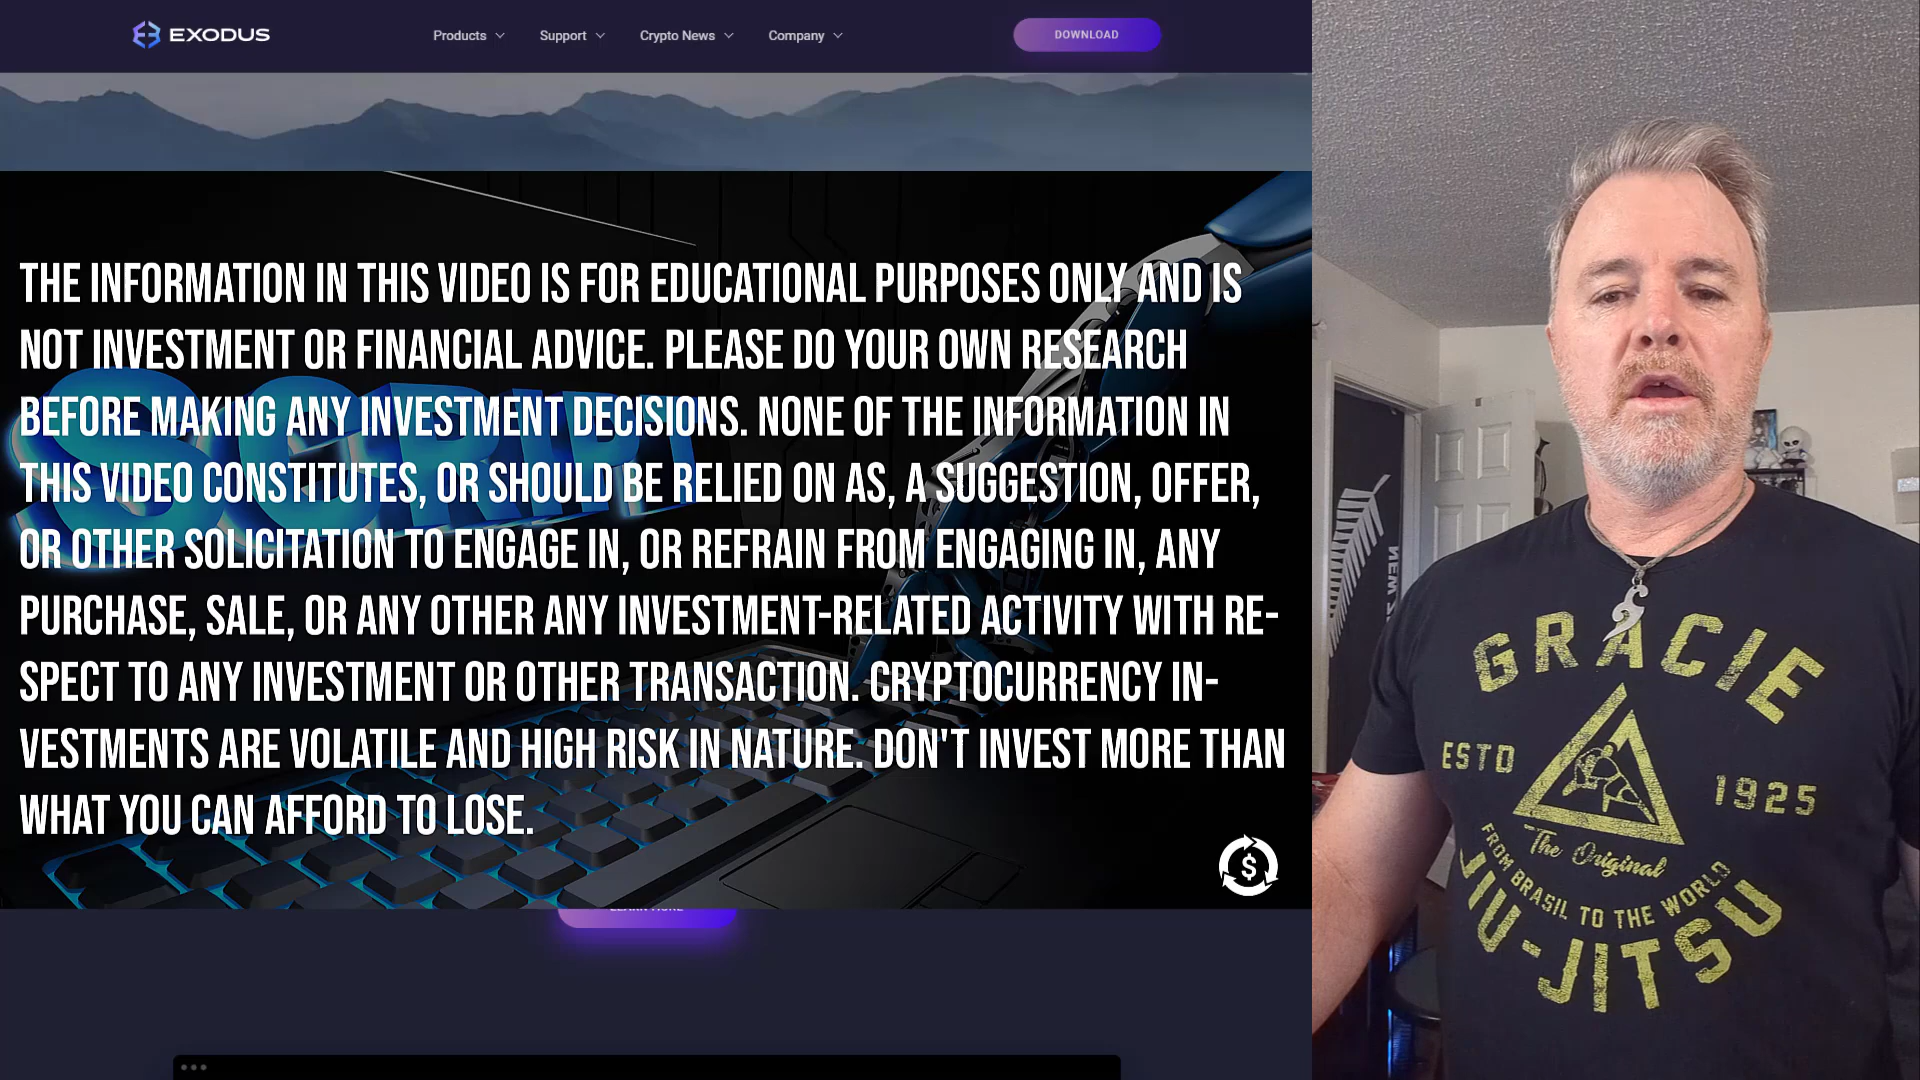 EXODUS
Products
Support
Crypto News
Company
DOWNLOAD
THE INFORMATION IN THIS VIDEO IS FOR EDUCATIONAL PURPOSES ONLY AND IS
NOT INVESTMENT OR FINANCIAL ADVICE. PLEASE DO YOUR OWN RESEARCH
BEFORE MAKING ANY INVESTMENT DECISIONS. NONE OF THE INFORMATION IN
THIS VIDEO CONSTITUTES, OR SHOULD BE RELIED ON AS, A SUGGESTION, OFFER,
OR OTHER SOLICITATION TO ENGAGE IN, OR REFRAIN FROM ENGAGING IN, ANY
PURCHASE, SALE, OR ANY OTHER ANY INVESTMENT-RELATED ACTIVITY WITH RE-
SPECT TO ANY INVESTMENT OR OTHER TRANSACTION. CRYPTOCURRENCY IN-
VESTMENTS ARE VOLATILE AND HIGH RISK IN NATURE. DON'T INVEST MORE THAN
WHAT YOU CAN AFFORD TO LOSE.
SCRIPT
$
LEARN MORE
NEW
GRACIE
ESTD
1925
The Original
FROM BRASIL TO THE WORLD
JIU-JITSU